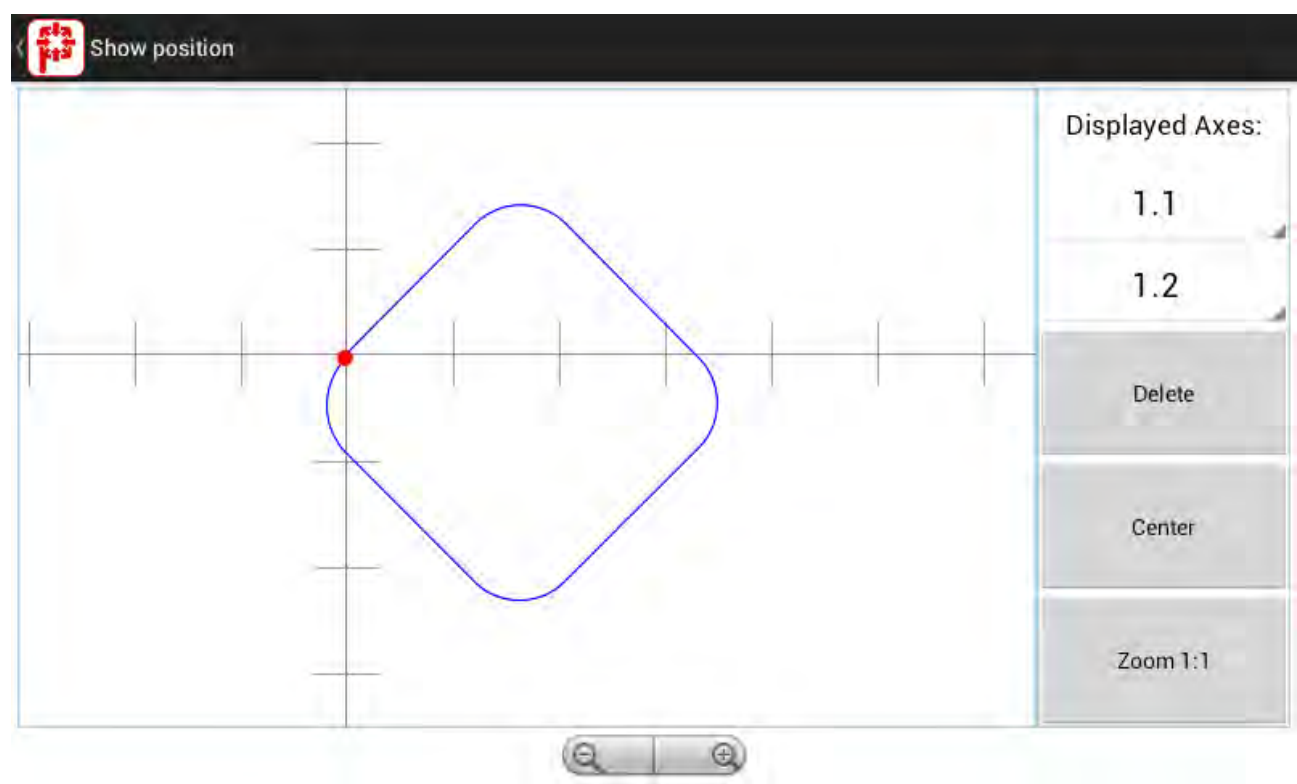 Show position
Displayed Axes:
1.1
1.2
Delete
Center
Zoom 1:1